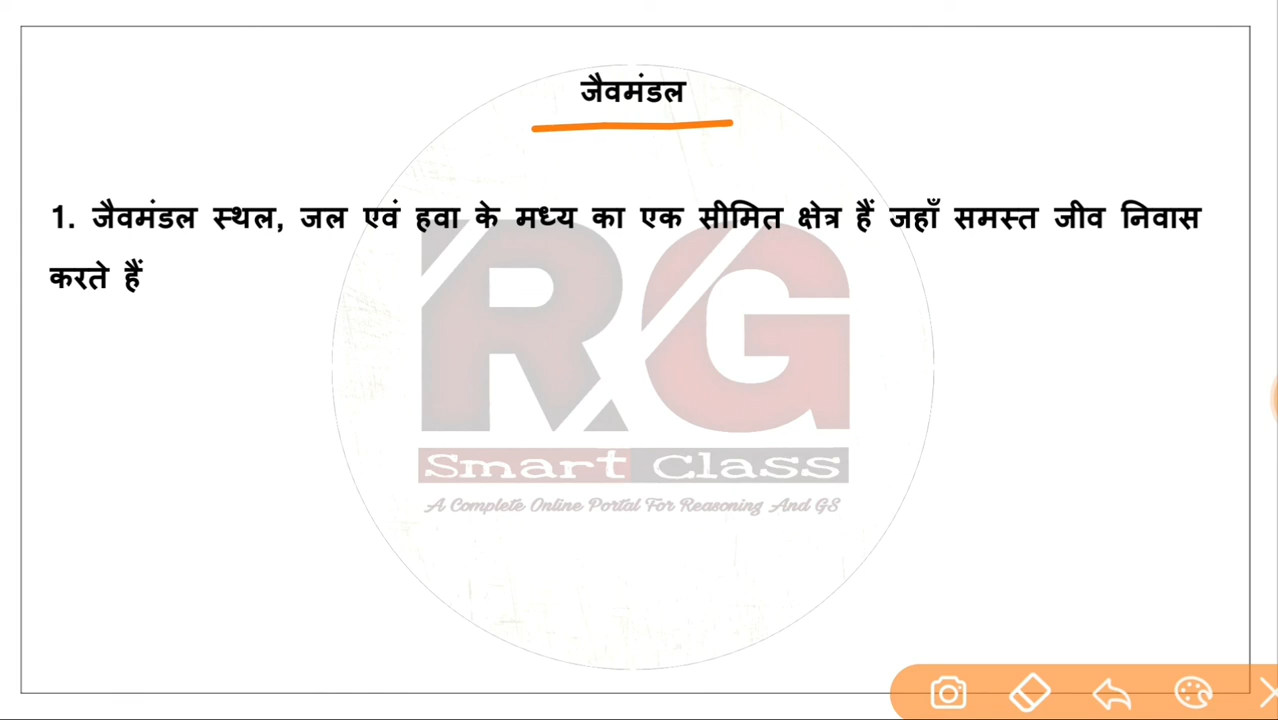 जैवमंडल
1. जैवमंडल स्थल, जल एवं हवा के मध्य का एक सीमित क्षेत्र हैं जहाँ समस्त जीव निवास
करते हैं
RG
Smart Class
A Complete Online Portal For Reasoning And GS